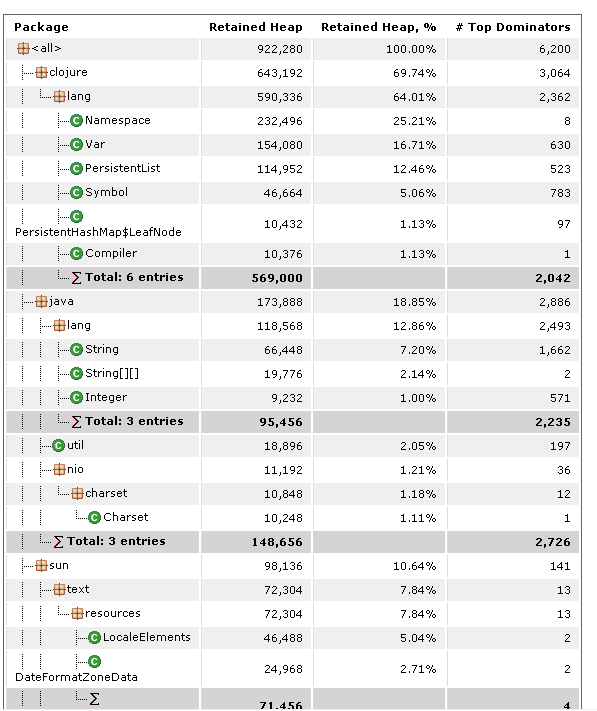 Package Retained Heap Retained Heap, % # Top Dominators
<all> 922,280 100.00% 6,200
clojure 643,192 69.74% 3,064
lang 590,336 64.01% 2,362
C Namespace 232,496 25.21% 8
C Var 154,080 16.71% 630
C PersistentList 114,952 12.46% 523
C Symbol 46,664 5.06% 783
C
PersistentHashMap$LeafNode 10,432 1.13% 97
C Compiler 10,376 1.13% 1
∑ Total: 6 entries 569,000 2,042
java 173,888 18.85% 2,886
lang 118,568 12.86% 2,493
C String 66,448 7.20% 1,662
C String[][] 19,776 2.14% 2
C Integer 9,232 1.00% 571
∑ Total: 3 entries 95,456 2,235
C util 18,896 2.05% 197
nio 11,192 1.21% 36
charset 10,848 1.18% 12
C Charset 10,248 1.11% 1
∑ Total: 3 entries 148,656 2,726
sun 98,136 10.64% 141
text 72,304 7.84% 13
resources 72,304 7.84% 13
C LocaleElements 46,488 5.04% 2
C
DateFormatZoneData 24,968 2.71% 2
∑ 71,456 4